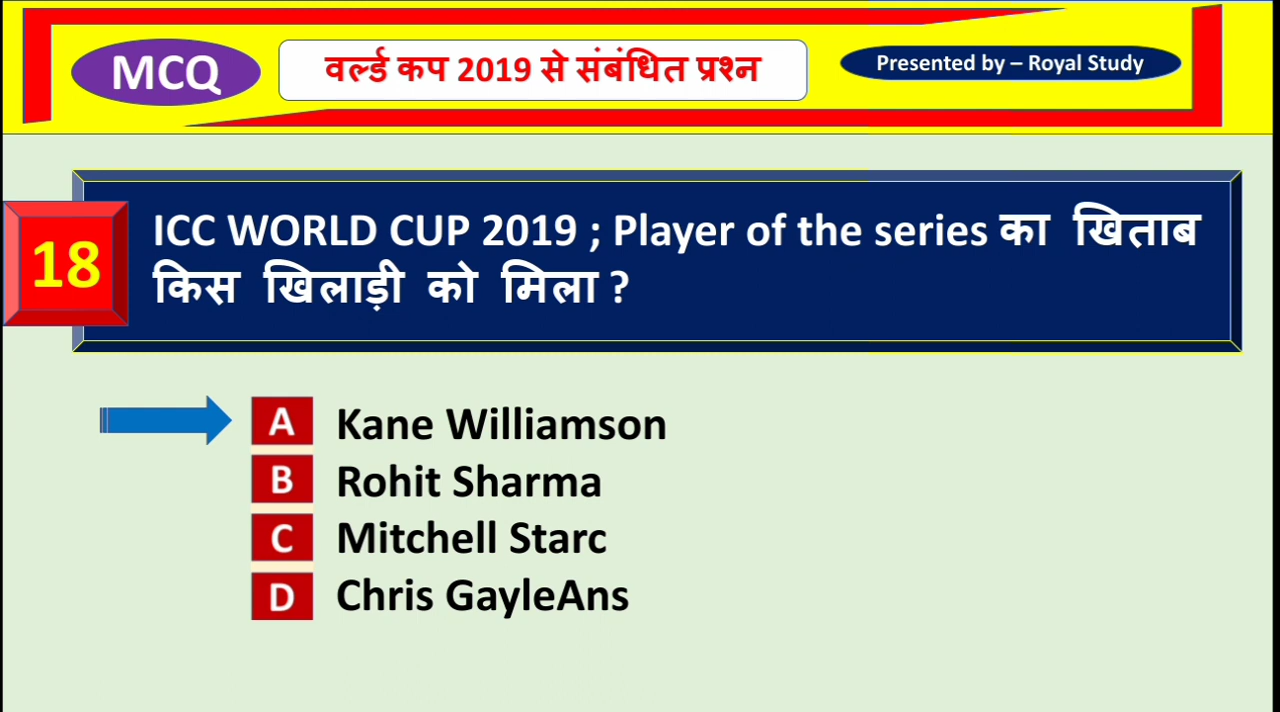 MCQ
वर्ल्ड कप 2019 से संबंधित प्रश्न
Presented by – Royal Study
18
ICC WORLD CUP 2019 ; Player of the series का खिताब
किस खिलाड़ी को मिला ?
A Kane Williamson
B Rohit Sharma
C Mitchell Starc
D Chris GayleAns